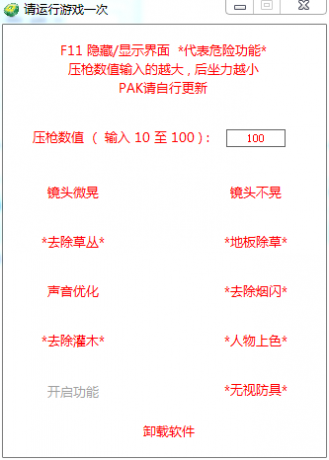 请运行游戏一次
F11 隐藏/显示界面 *代表危险功能*
压枪数值输入的越大，后坐力越小
PAK请自行更新
压枪数值 （ 输入 10 至 100 ）： 100
镜头微晃 镜头不晃
*去除草丛* *地板除草*
声音优化 *去除烟闪*
*去除灌木* *人物上色*
开启功能 *无视防具*
卸载软件